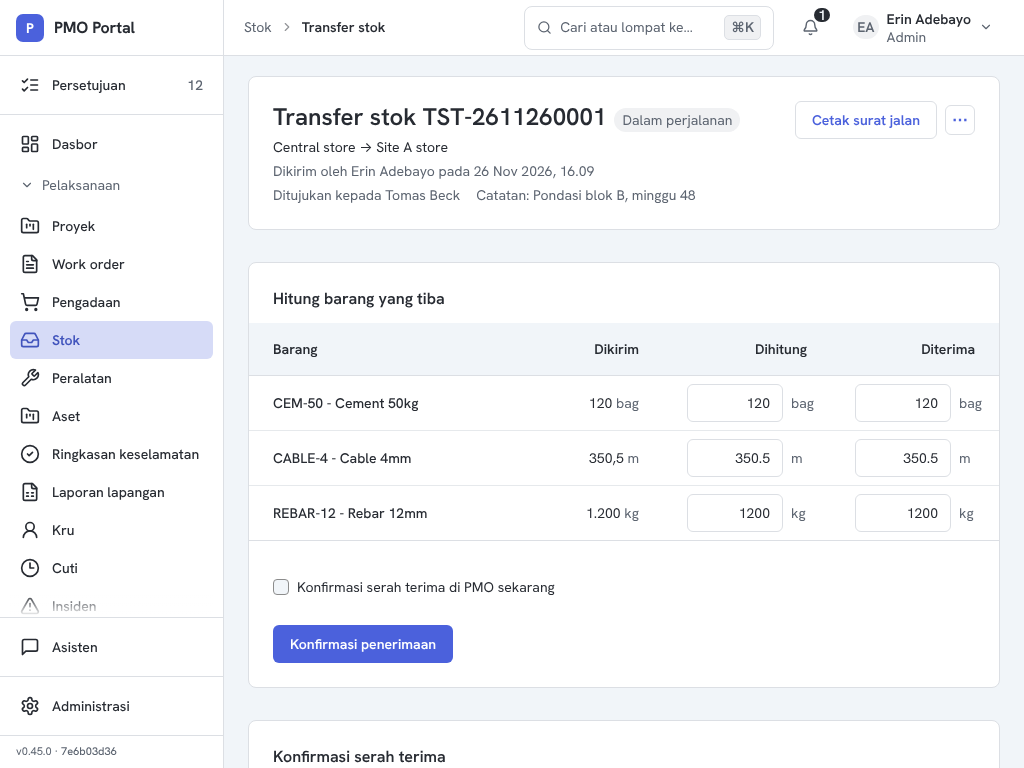 P PMO Portal
Stok > Transfer stok
Cari atau lompat ke... ⌘K
1
EA
Erin Adebayo
Admin
Persetujuan 12
Dasbor
Pelaksanaan
Proyek
Work order
Pengadaan
Stok
Peralatan
Aset
Ringkasan keselamatan
Laporan lapangan
Kru
Cuti
Insiden
Asisten
Administrasi
v0.45.0 · 7e6b03d36
Transfer stok TST-2611260001 Dalam perjalanan
Cetak surat jalan ...
Central store → Site A store
Dikirim oleh Erin Adebayo pada 26 Nov 2026, 16.09
Ditujukan kepada Tomas Beck Catatan: Pondasi blok B, minggu 48
Hitung barang yang tiba
Barang Dikirim Dihitung Diterima
CEM-50 - Cement 50kg 120 bag 120 bag 120 bag
CABLE-4 - Cable 4mm 350,5 m 350.5 m 350.5 m
REBAR-12 - Rebar 12mm 1.200 kg 1200 kg 1200 kg
Konfirmasi serah terima di PMO sekarang
Konfirmasi penerimaan
Konfirmasi serah terima